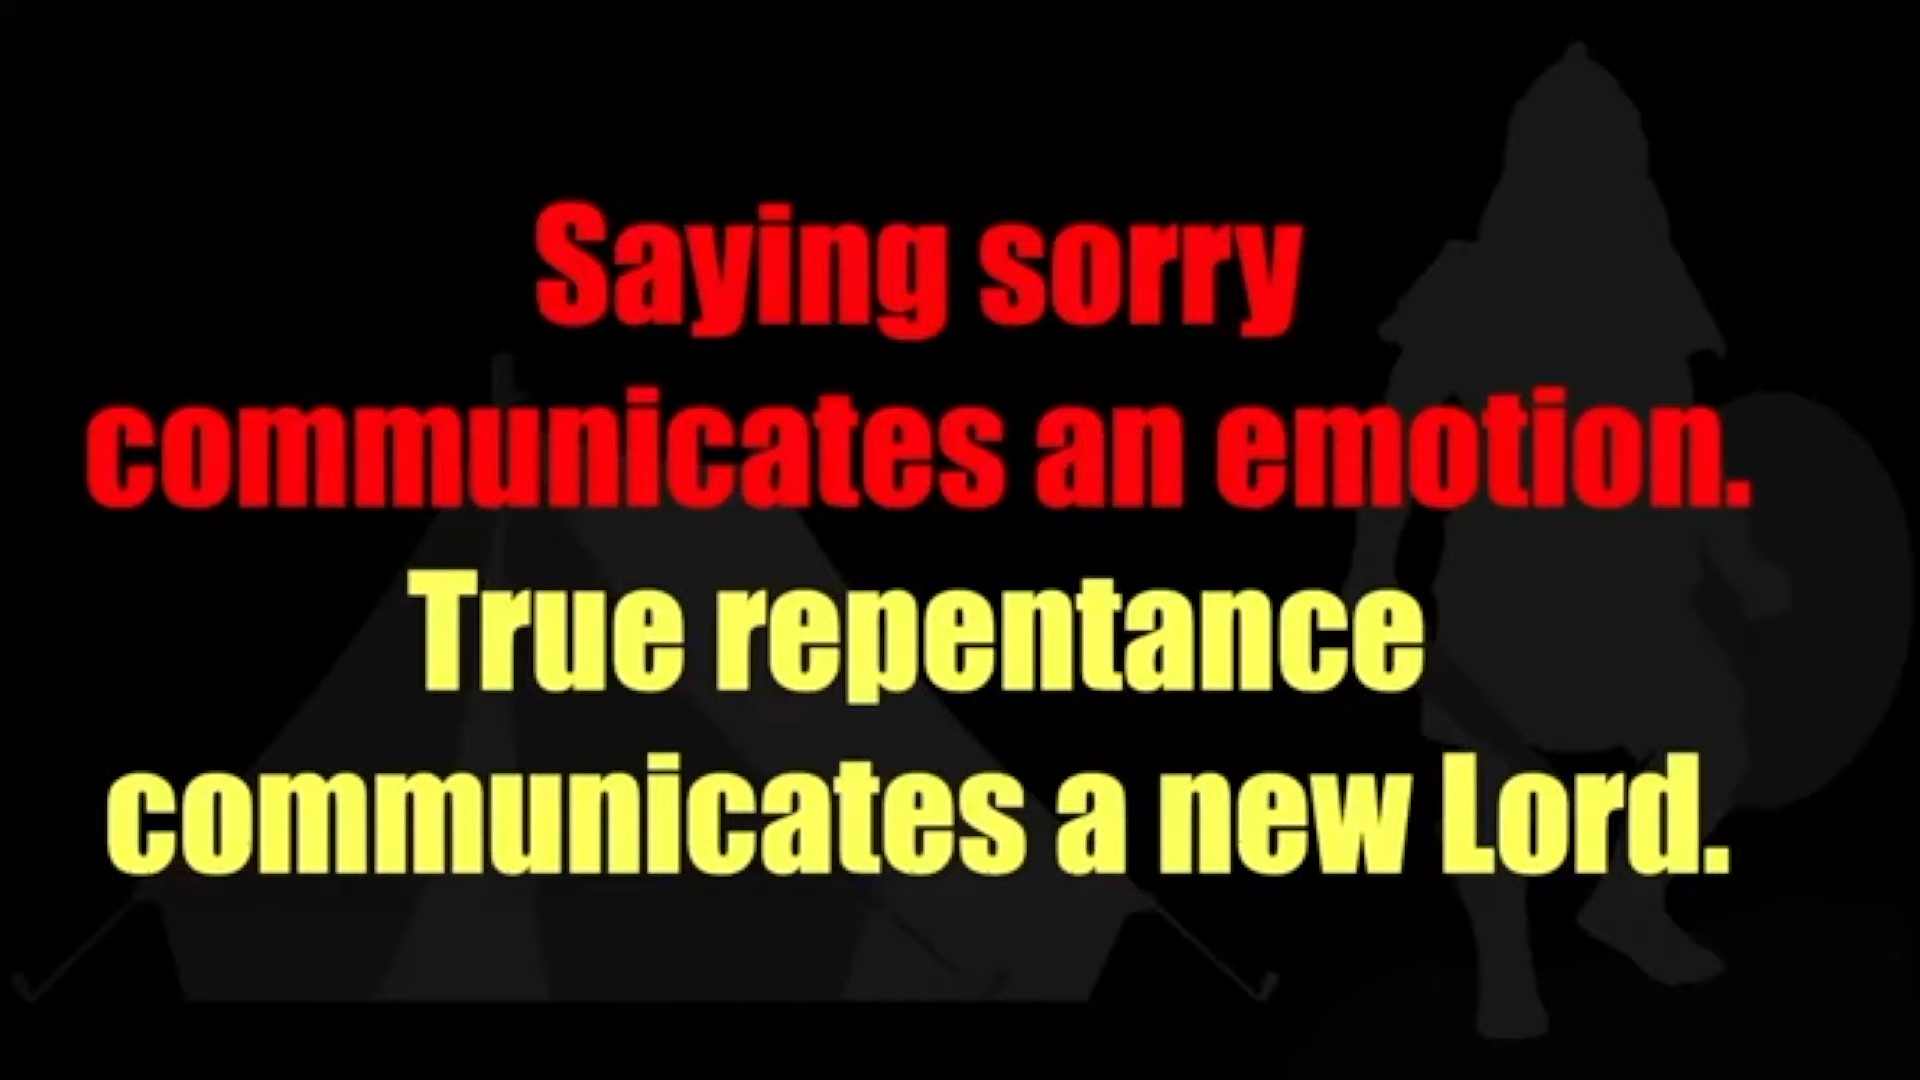 Saying sorry
communicates an emotion.
True repentance
communicates a new Lord.